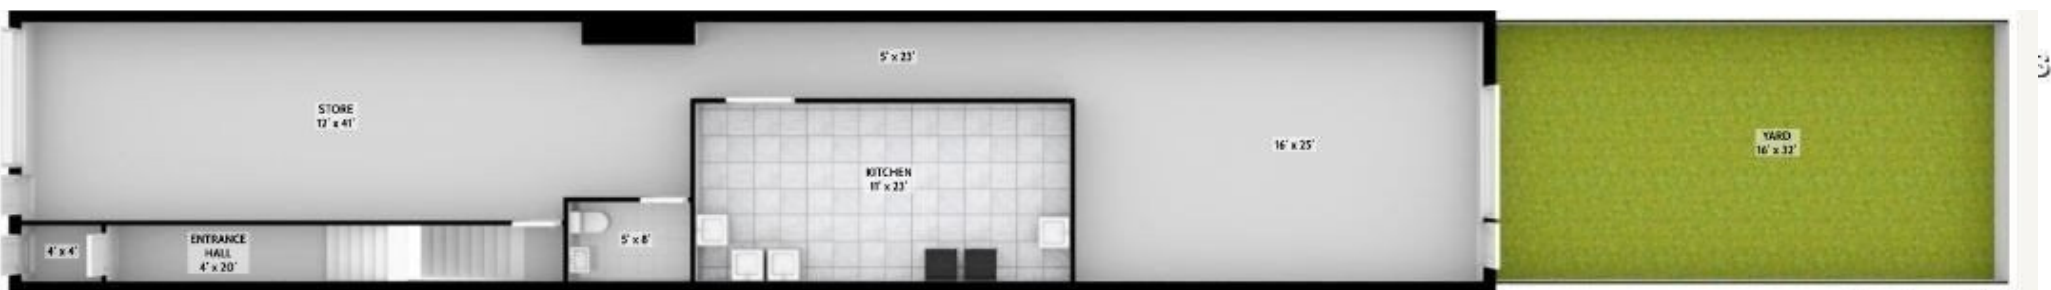 5' x 23'
STORE
12' x 41'
16' x 25'
YARD
16' x 32'
KITCHEN
11' x 23'
ENTRANCE
HALL
4' x 20'
4' x 4'
5' x 8'
S